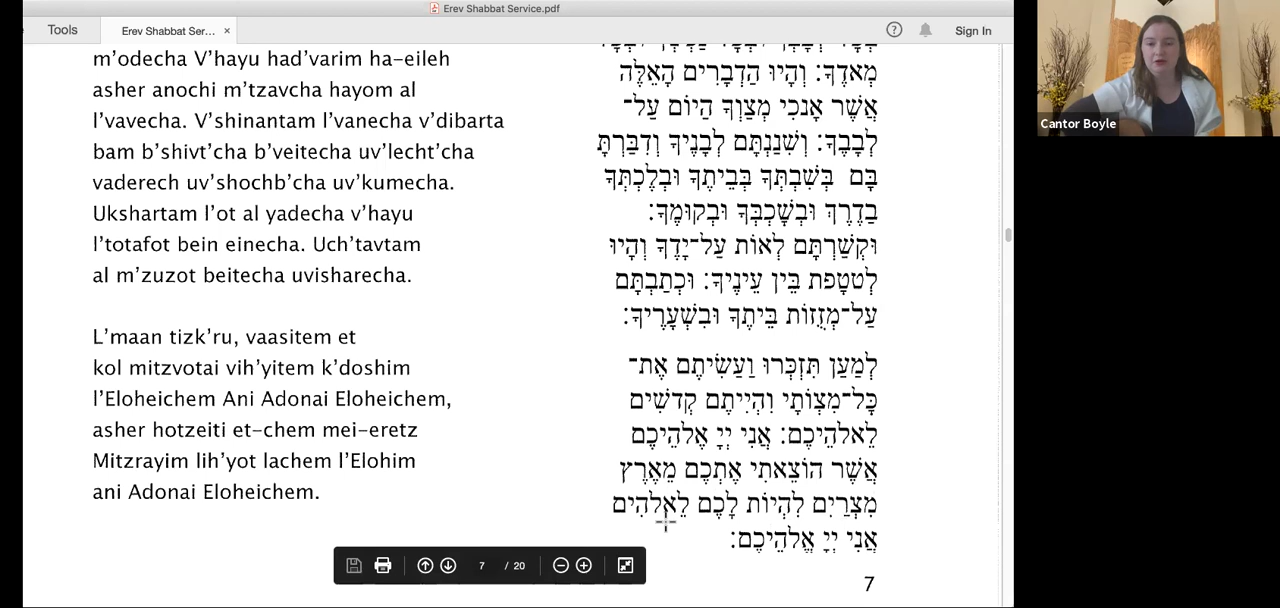 Erev Shabbat Service.pdf
Tools
Erev Shabbat Ser... ×
Sign In
m'odecha V'hayu had'varim ha-eileh
asher anochi m'tzavcha hayom al
l'vavecha. V'shinantam l'vanecha v'dibarta
bam b'shivt'cha b'veitecha uv'lecht'cha
vaderech uv'shochb'cha uv'kumecha.
Ukshartam l'ot al yadecha v'hayu
l'totafot bein einecha. Uch'tavtam
al m'zuzot beitecha uvisharecha.
L'maan tizk'ru, vaasitem et
kol mitzvotai vih'yitem k'doshim
l'Eloheichem Ani Adonai Eloheichem,
asher hotzeiti et-chem mei-eretz
Mitzrayim lih'yot lachem l'Elohim
ani Adonai Eloheichem.
מְאֹדֶךָ: וְהָיוּ הַדְּבָרִים הָאֵלֶּה
אֲשֶׁר אָנֹכִי מְצַוְּךָ הַיּוֹם עַל־
לְבָבֶךָ: וְשִׁנַּנְתָּם לְבָנֶיךָ וְדִבַּרְתָּ
בָּם בְּשִׁבְתְּךָ בְּבֵיתֶךָ וּבְלֶכְתְּךָ
בַדֶּרֶךְ וּבְשָׁכְבְּךָ וּבְקוּמֶךָ:
וּקְשַׁרְתָּם לְאוֹת עַל־יָדֶךָ וְהָיוּ
לְטֹטָפֹת בֵּין עֵינֶיךָ: וּכְתַבְתָּם
עַל־מְזֻזוֹת בֵּיתֶךָ וּבִשְׁעָרֶיךָ:
לְמַעַן תִּזְכְּרוּ וַעֲשִׂיתֶם אֶת־
כׇּל־מִצְוֹתָי וִהְיִיתֶם קְדֹשִׁים
לֵאלֹהֵיכֶם: אֲנִי יְיָ אֱלֹהֵיכֶם
אֲשֶׁר הוֹצֵאתִי אֶתְכֶם מֵאֶרֶץ
מִצְרַיִם לִהְיוֹת לָכֶם לֵאלֹהִים
אֲנִי יְיָ אֱלֹהֵיכֶם:
7
7 / 20
Cantor Boyle